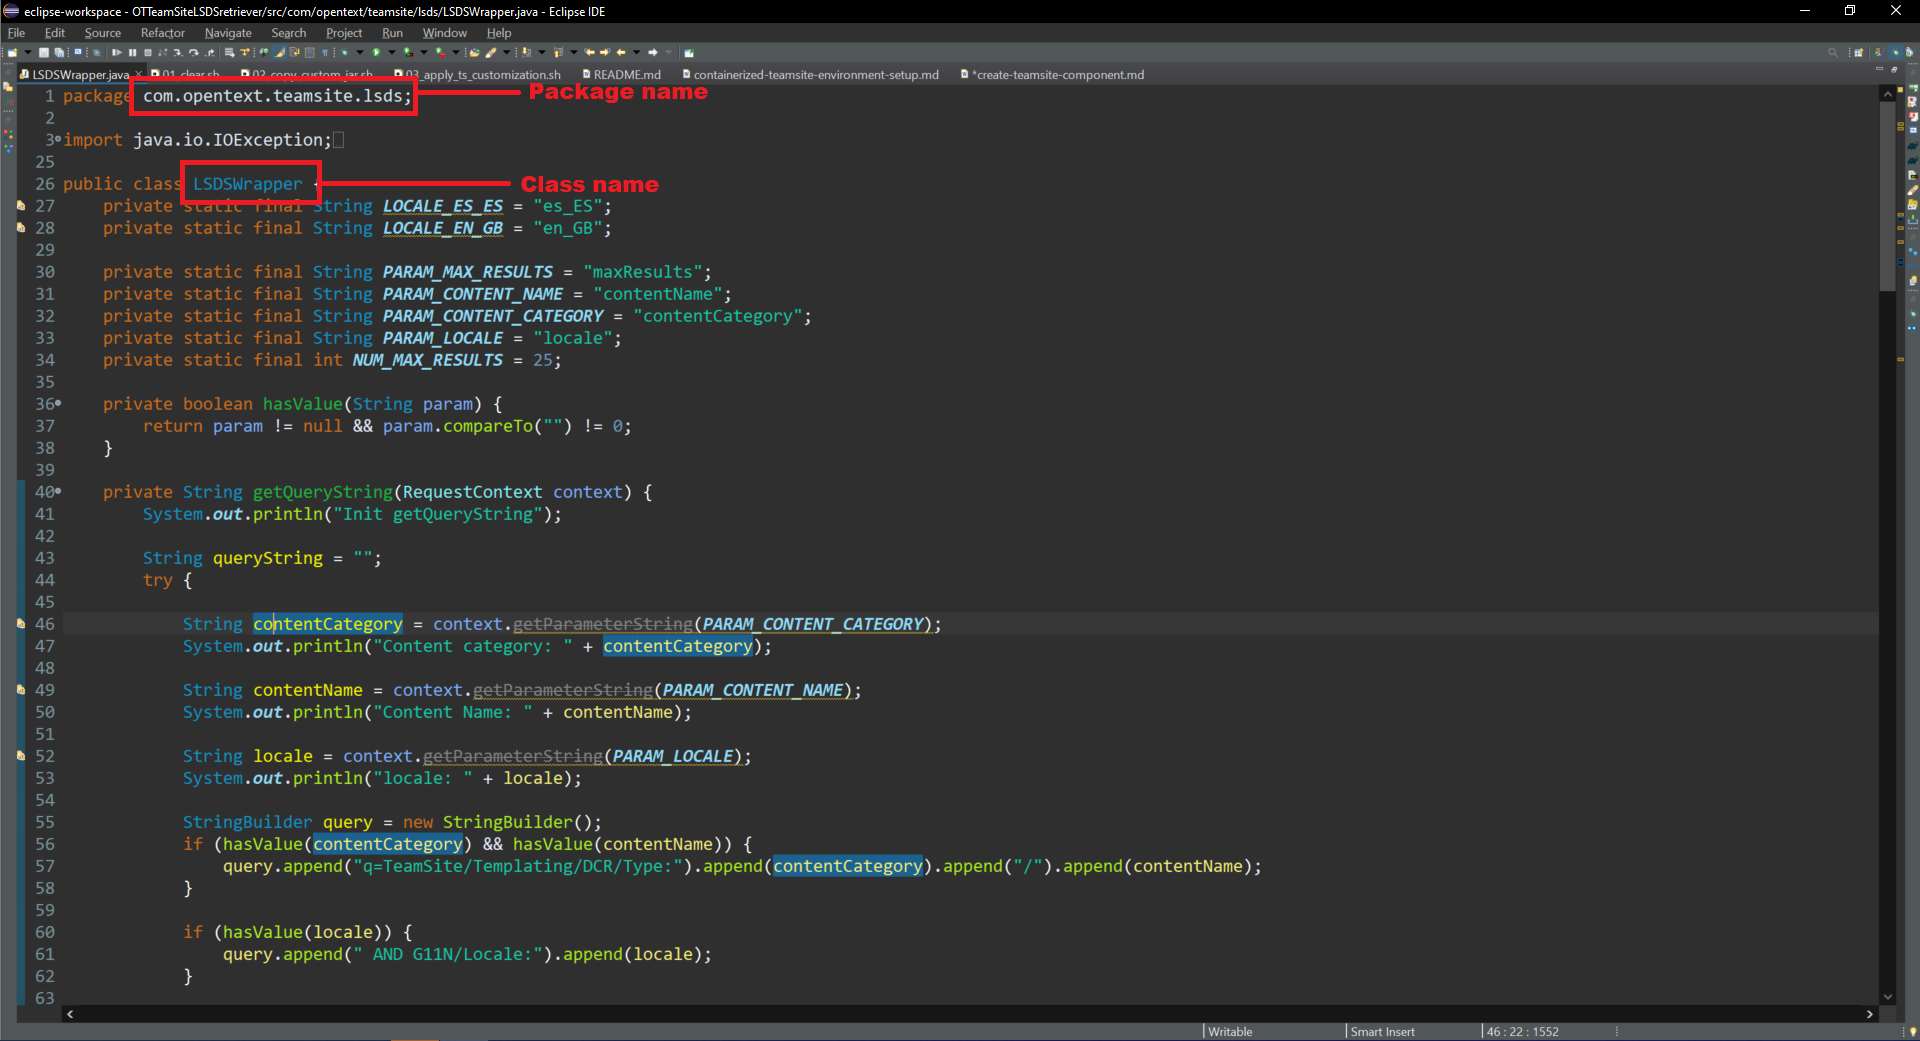 eclipse-workspace - OTTeamSiteLSDSretriever/src/com/opentext/teamsite/lsds/LSDSWrapper.java - Eclipse IDE
File Edit Source Refactor Navigate Search Project Run Window Help
LSDSWrapper.java 01_clear.sh 02_copy_custom_jar.sh 03_apply_ts_customization.sh README.md containerized-teamsite-environment-setup.md *create-teamsite-component.md
1 package com.opentext.teamsite.lsds; Package name
2
3 import java.io.IOException;
25
26 public class LSDSWrapper { Class name
27 private static final String LOCALE_ES_ES = "es_ES";
28 private static final String LOCALE_EN_GB = "en_GB";
29
30 private static final String PARAM_MAX_RESULTS = "maxResults";
31 private static final String PARAM_CONTENT_NAME = "contentName";
32 private static final String PARAM_CONTENT_CATEGORY = "contentCategory";
33 private static final String PARAM_LOCALE = "locale";
34 private static final int NUM_MAX_RESULTS = 25;
35
36 private boolean hasValue(String param) {
37 return param != null && param.compareTo("") != 0;
38 }
39
40 private String getQueryString(RequestContext context) {
41 System.out.println("Init getQueryString");
42
43 String queryString = "";
44 try {
45
46 String contentCategory = context.getParameterString(PARAM_CONTENT_CATEGORY);
47 System.out.println("Content category: " + contentCategory);
48
49 String contentName = context.getParameterString(PARAM_CONTENT_NAME);
50 System.out.println("Content Name: " + contentName);
51
52 String locale = context.getParameterString(PARAM_LOCALE);
53 System.out.println("locale: " + locale);
54
55 StringBuilder query = new StringBuilder();
56 if (hasValue(contentCategory) && hasValue(contentName)) {
57 query.append("q=TeamSite/Templating/DCR/Type:").append(contentCategory).append("/").append(contentName);
58 }
59
60 if (hasValue(locale)) {
61 query.append(" AND G11N/Locale:").append(locale);
62 }
63
Writable Smart Insert 46 : 22 : 1552